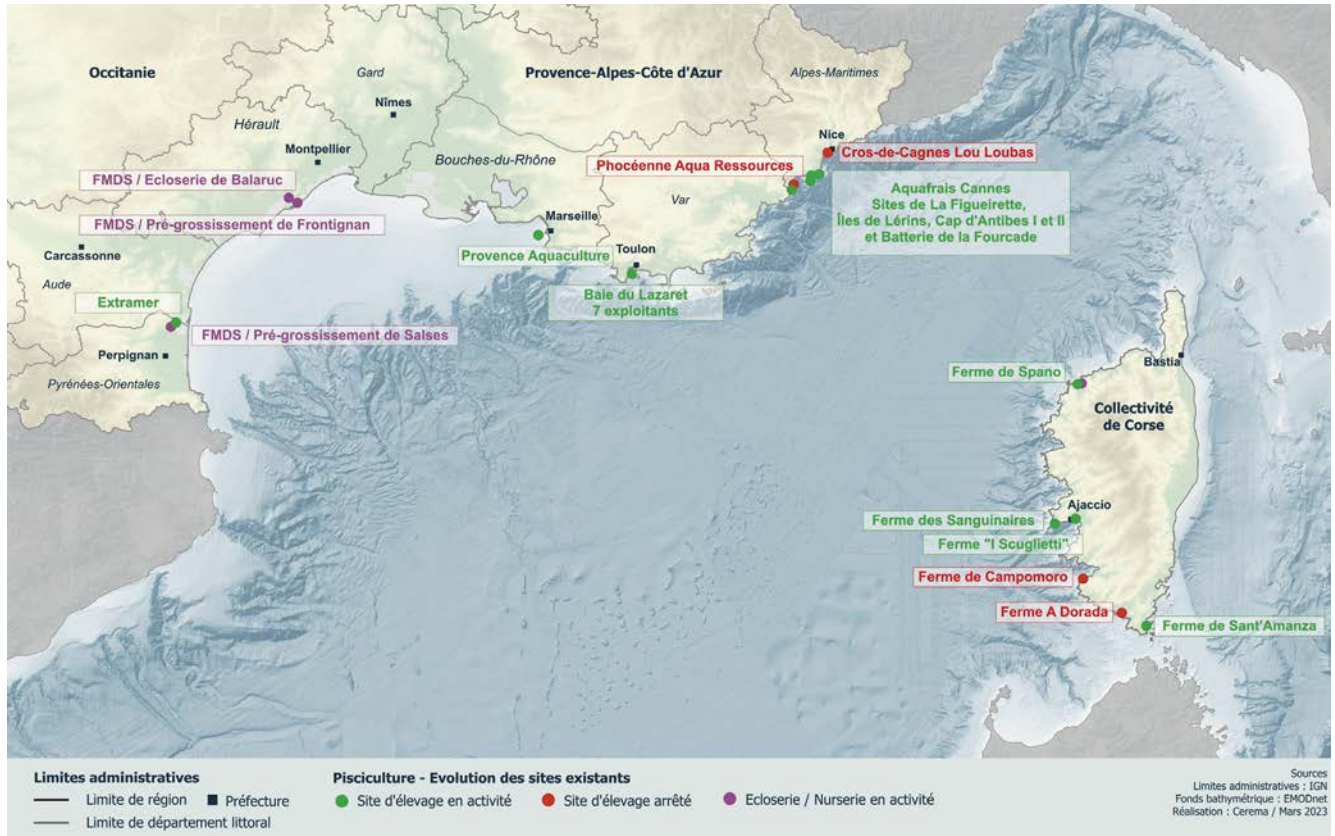 Occitanie
Gard
Provence-Alpes-Côte d'Azur
Alpes-Maritimes
Nîmes
Hérault
Montpellier
Bouches-du-Rhône
Nice
Cros-de-Cagnes Lou Loubas
Phocéenne Aqua Ressources
FMDS / Ecloserie de Balaruc
Var
Aquafrais Cannes
Sites de La Figueirette,
Îles de Lérins, Cap d'Antibes I et II
et Batterie de la Fourcade
FMDS / Pré-grossissement de Frontignan
Marseille
Toulon
Carcassonne
Provence Aquaculture
Aude
Extramer
Baie du Lazaret
7 exploitants
FMDS / Pré-grossissement de Salses
Perpignan
Pyrénées-Orientales
Bastia
Ferme de Spano
Collectivité
de Corse
Ajaccio
Ferme des Sanguinaires
Ferme "I Scuglietti"
Ferme de Campomoro
Ferme A Dorada
Ferme de Sant'Amanza
Limites administratives
Limite de région
Préfecture
Limite de département littoral
Pisciculture - Evolution des sites existants
Site d'élevage en activité
Site d'élevage arrêté
Ecloserie / Nurserie en activité
Sources
Limites administratives : IGN
Fonds bathymétrique : EMODnet
Réalisation : Cerema / Mars 2023